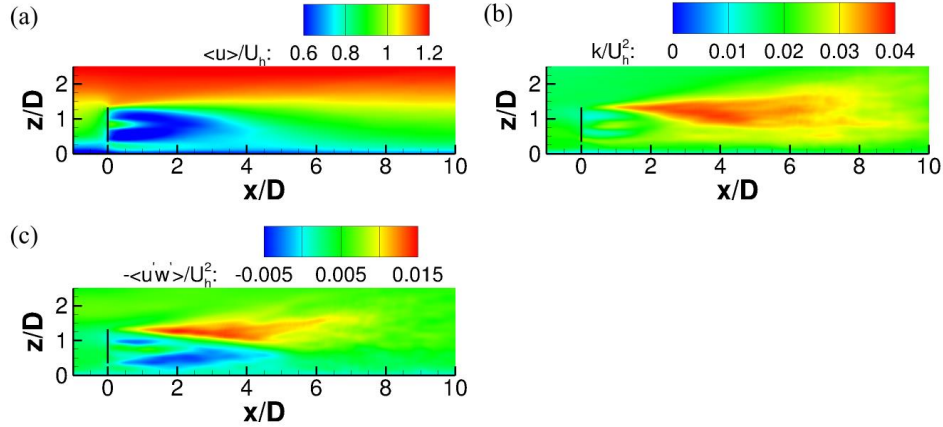 (a)
<u>/U_h: 0.6 0.8 1 1.2
z/D
2
1
0
0 2 4 6 8 10
x/D
(b)
k/U_h^2: 0 0.01 0.02 0.03 0.04
z/D
2
1
0
0 2 4 6 8 10
x/D
(c)
-<u'w'>/U_h^2: -0.005 0.005 0.015
z/D
2
1
0
0 2 4 6 8 10
x/D